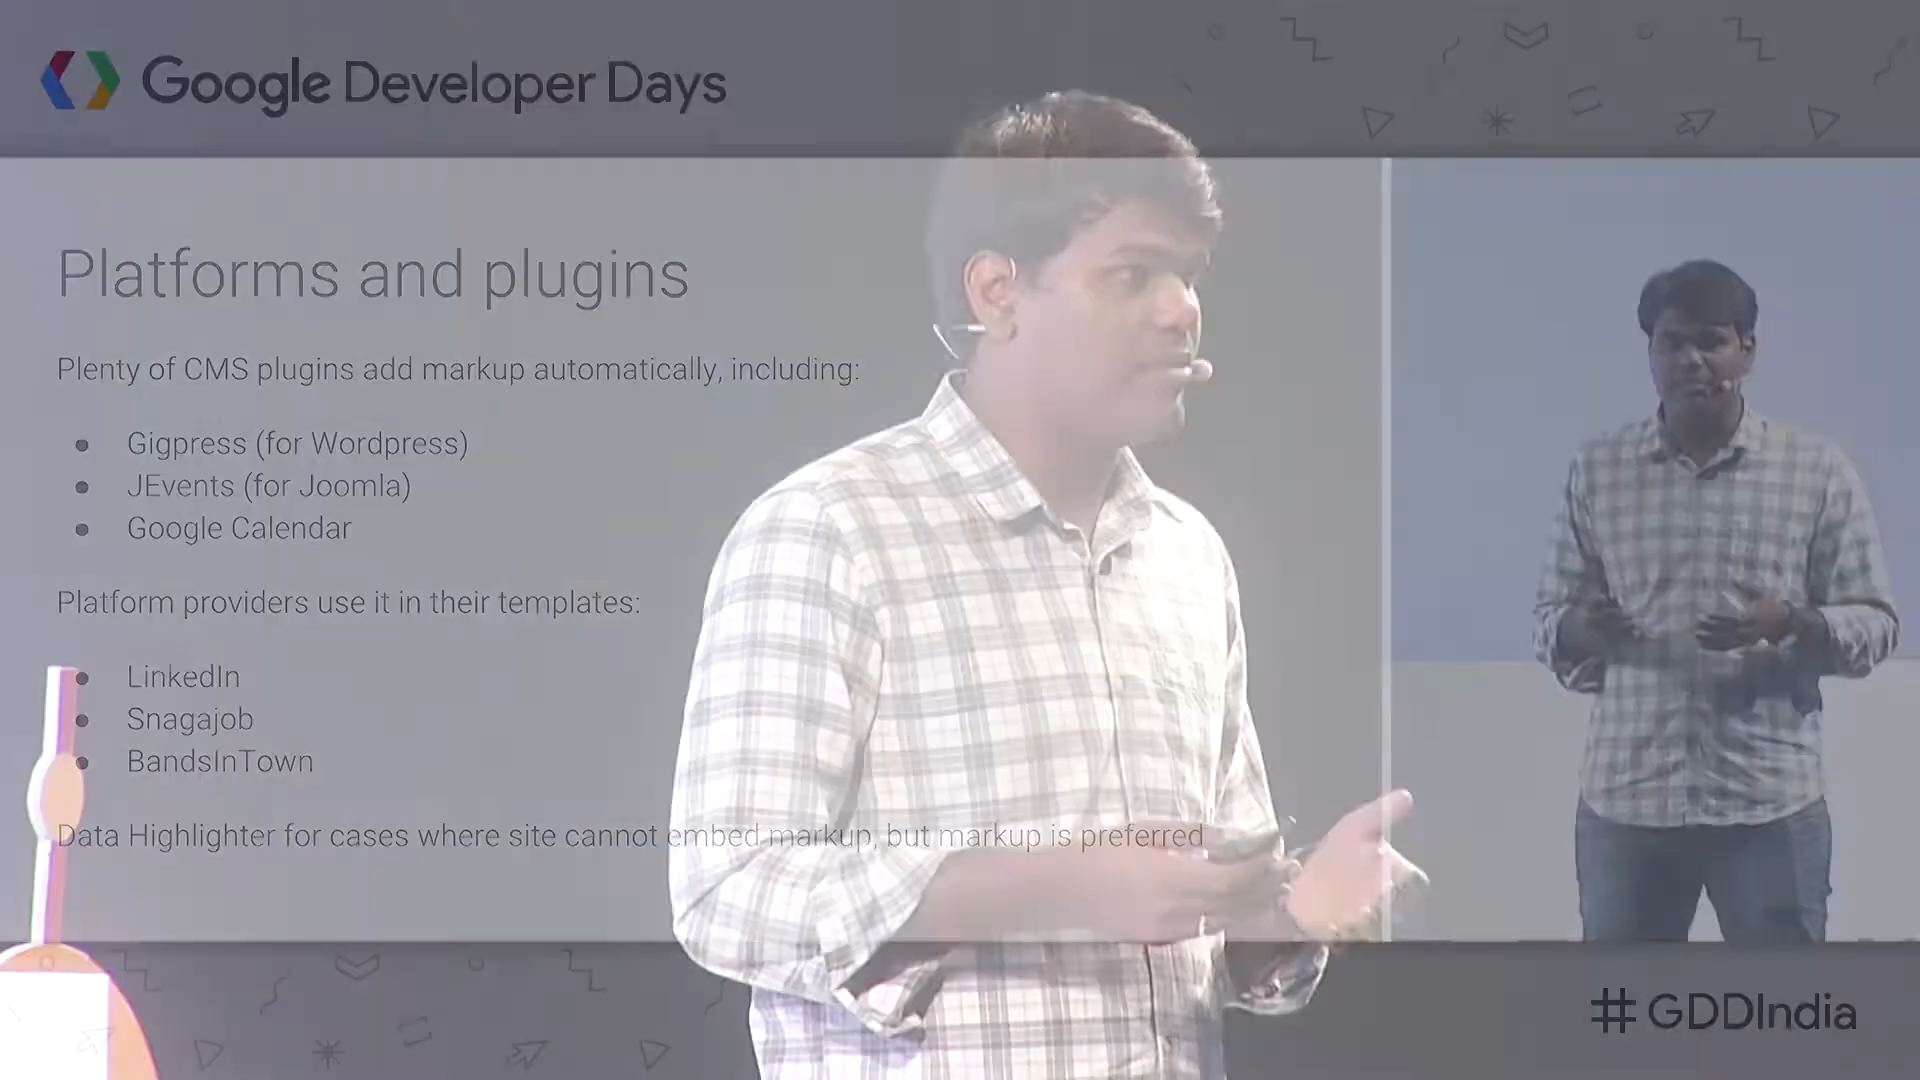 Google Developer Days
Platforms and plugins
Plenty of CMS plugins add markup automatically, including:
● Gigpress (for Wordpress)
● JEvents (for Joomla)
● Google Calendar
Platform providers use it in their templates:
● LinkedIn
● Snagajob
● BandsInTown
Data Highlighter for cases where site cannot embed markup, but markup is preferred
#GDDIndia